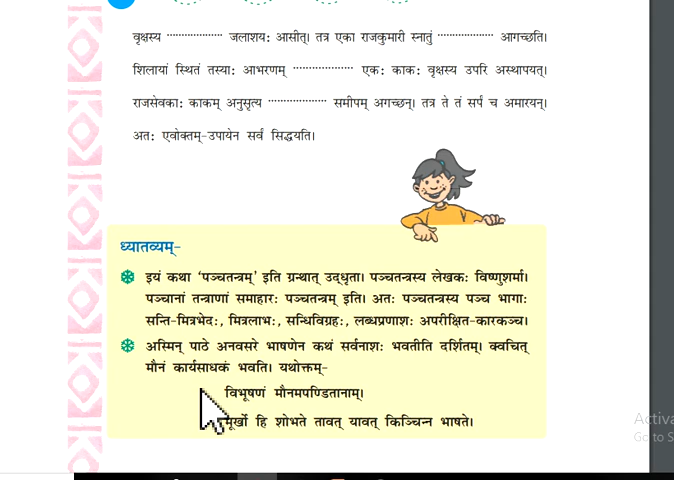 वृक्षस्य ................... जलाशयः आसीत्। तत्र एका राजकुमारी स्नातुं ................... आगच्छति।
शिलायां स्थितं तस्याः आभरणम् ................... एकः काकः वृक्षस्य उपरि अस्थापयत्।
राजसेवकाः काकम् अनुसृत्य ................... समीपम् अगच्छन्। तत्र ते तं सर्पं च अमारयन्।
अतः एवोक्तम्-उपायेन सर्वं सिद्धयति।
ध्यातव्यम्-
इयं कथा ‘पञ्चतन्त्रम्’ इति ग्रन्थात् उद्धृता। पञ्चतन्त्रस्य लेखकः विष्णुशर्मा।
पञ्चानां तन्त्राणां समाहारः पञ्चतन्त्रम् इति। अतः पञ्चतन्त्रस्य पञ्च भागाः
सन्ति-मित्रभेदः, मित्रलाभः, सन्धिविग्रहः, लब्धप्रणाशः अपरीक्षित-कारकञ्च।
अस्मिन् पाठे अनवसरे भाषणेन कथं सर्वनाशः भवतीति दर्शितम्। क्वचित्
मौनं कार्यसाधकं भवति। यथोक्तम्-
विभूषणं मौनमपण्डितानाम्।
मूर्खो हि शोभते तावत् यावत् किञ्चिन्न भाषते।
Activa
Go to S